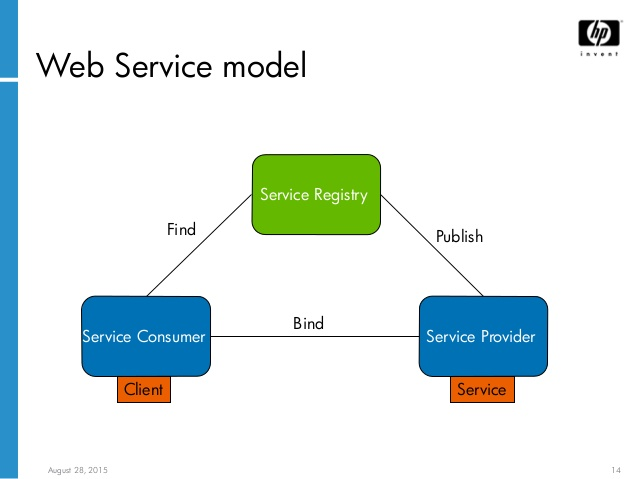 hp
invent
Web Service model
Service Registry
Find
Publish
Service Consumer
Bind
Service Provider
Client
Service
August 28, 2015
14